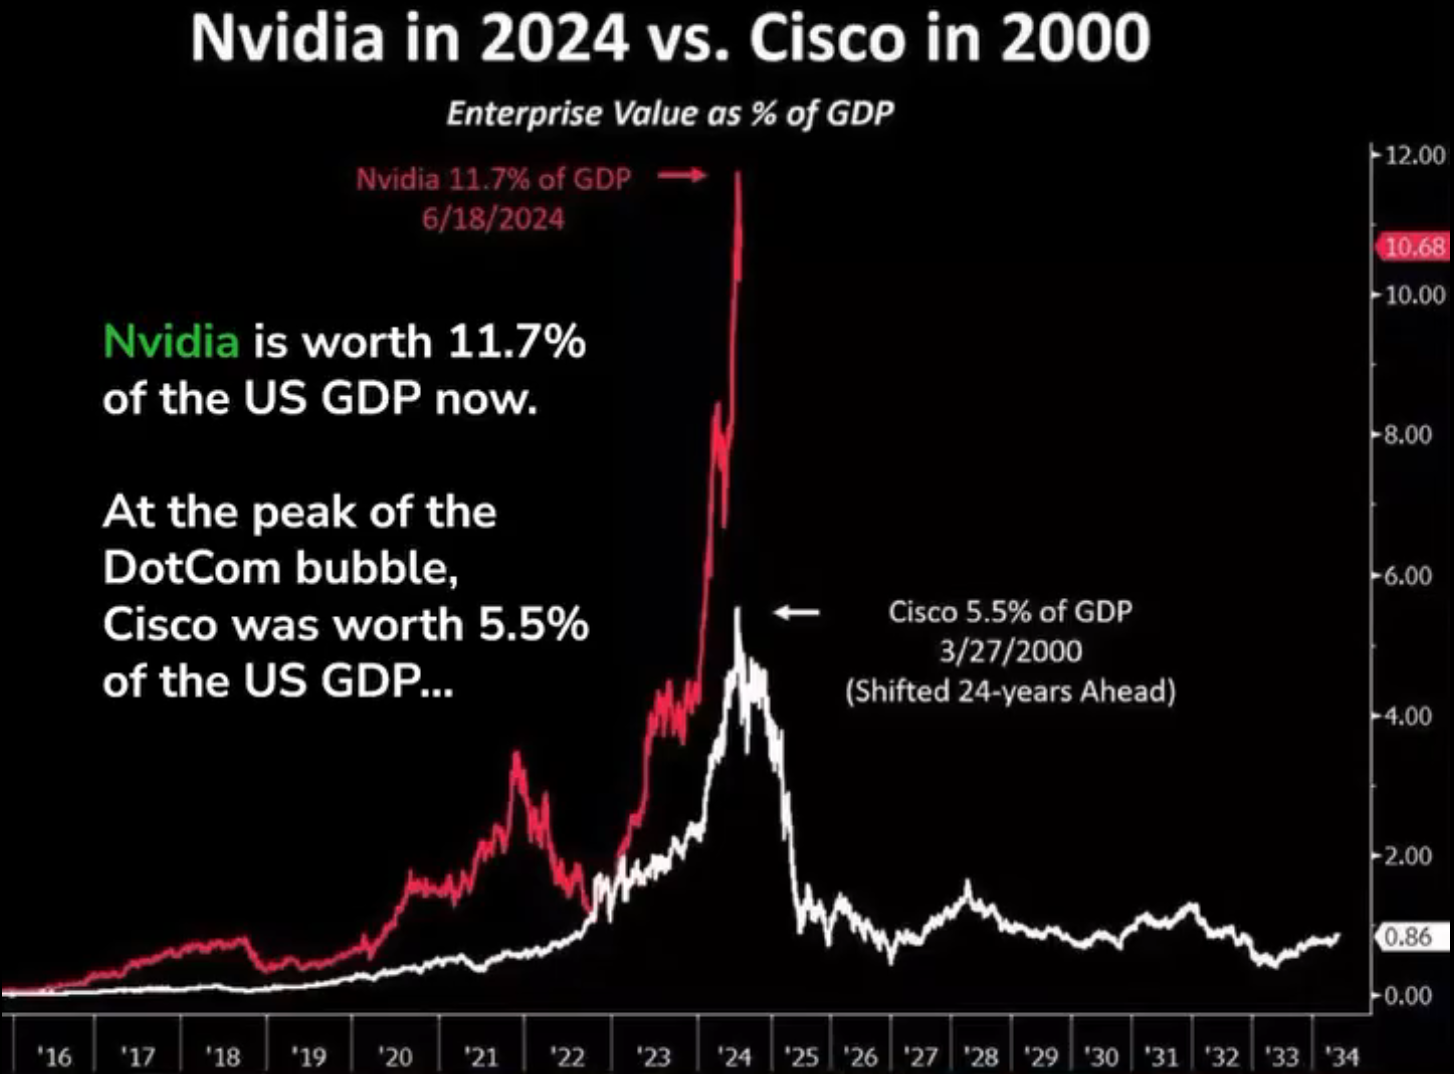 Nvidia in 2024 vs. Cisco in 2000
Enterprise Value as % of GDP
Nvidia 11.7% of GDP
6/18/2024
Nvidia is worth 11.7%
of the US GDP now.
At the peak of the
DotCom bubble,
Cisco was worth 5.5%
of the US GDP...
Cisco 5.5% of GDP
3/27/2000
(Shifted 24-years Ahead)
12.00
10.68
10.00
8.00
6.00
4.00
2.00
0.86
0.00
'16 '17 '18 '19 '20 '21 '22 '23 '24 '25 '26 '27 '28 '29 '30 '31 '32 '33 '34